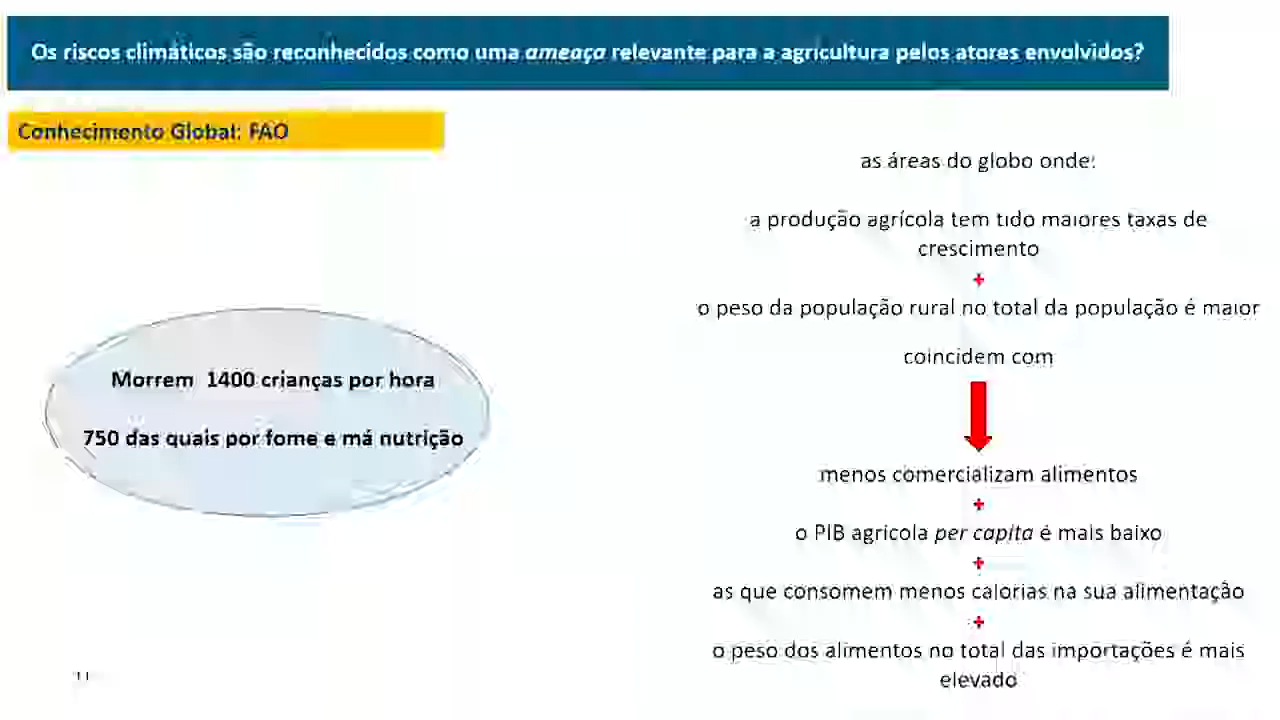 Os riscos climáticos são reconhecidos como uma ameaça relevante para a agricultura pelos atores envolvidos?
Conhecimento Global: FAO
Morrem 1400 crianças por hora
750 das quais por fome e má nutrição
as áreas do globo onde:
a produção agrícola tem tido maiores taxas de
crescimento
+
o peso da população rural no total da população é maior
coincidem com
menos comercializam alimentos
+
o PIB agrícola per capita é mais baixo
+
as que consomem menos calorias na sua alimentação
+
o peso dos alimentos no total das importações é mais
elevado
11